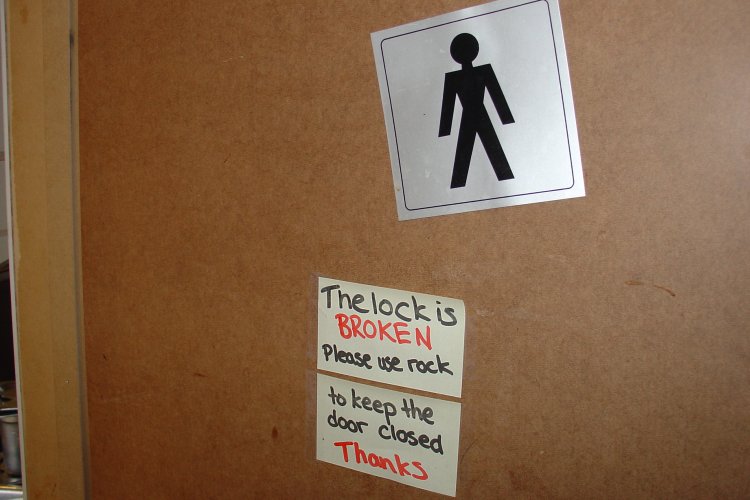 The lock is
BROKEN
Please use rock
to keep the
door closed
Thanks